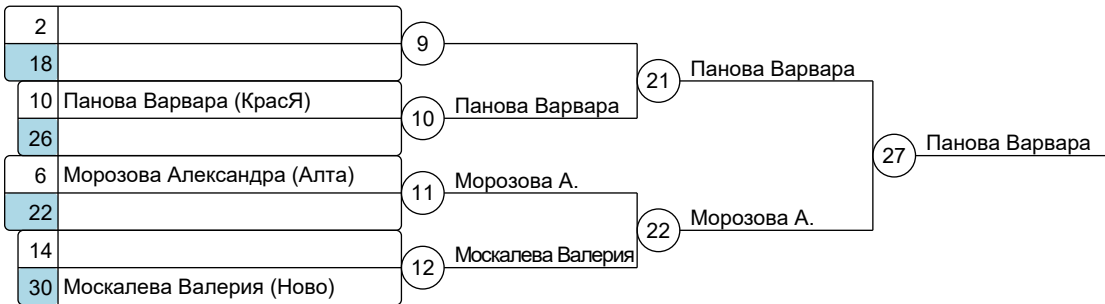 2
9
18
21 Панова Варвара
10 Панова Варвара (КрасЯ)
10 Панова Варвара
26
27 Панова Варвара
6 Морозова Александра (Алта)
11 Морозова А.
22
22 Морозова А.
14
12 Москалева Валерия
30 Москалева Валерия (Ново)